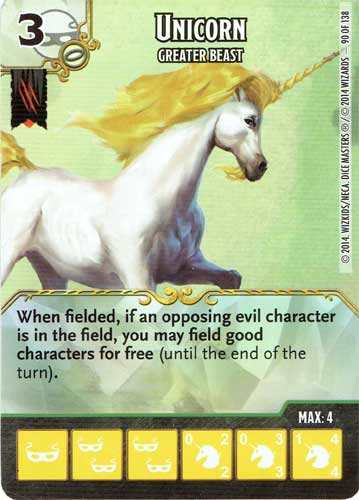 3
UNICORN
GREATER BEAST
© 2014. WIZKIDS/NECA. DICE MASTERS ® / © 2014 WIZARDS — 90 OF 138
When fielded, if an opposing evil character
is in the field, you may field good
characters for free (until the end of the
turn).
MAX: 4
0 2 2
0 3 3
1 4 4